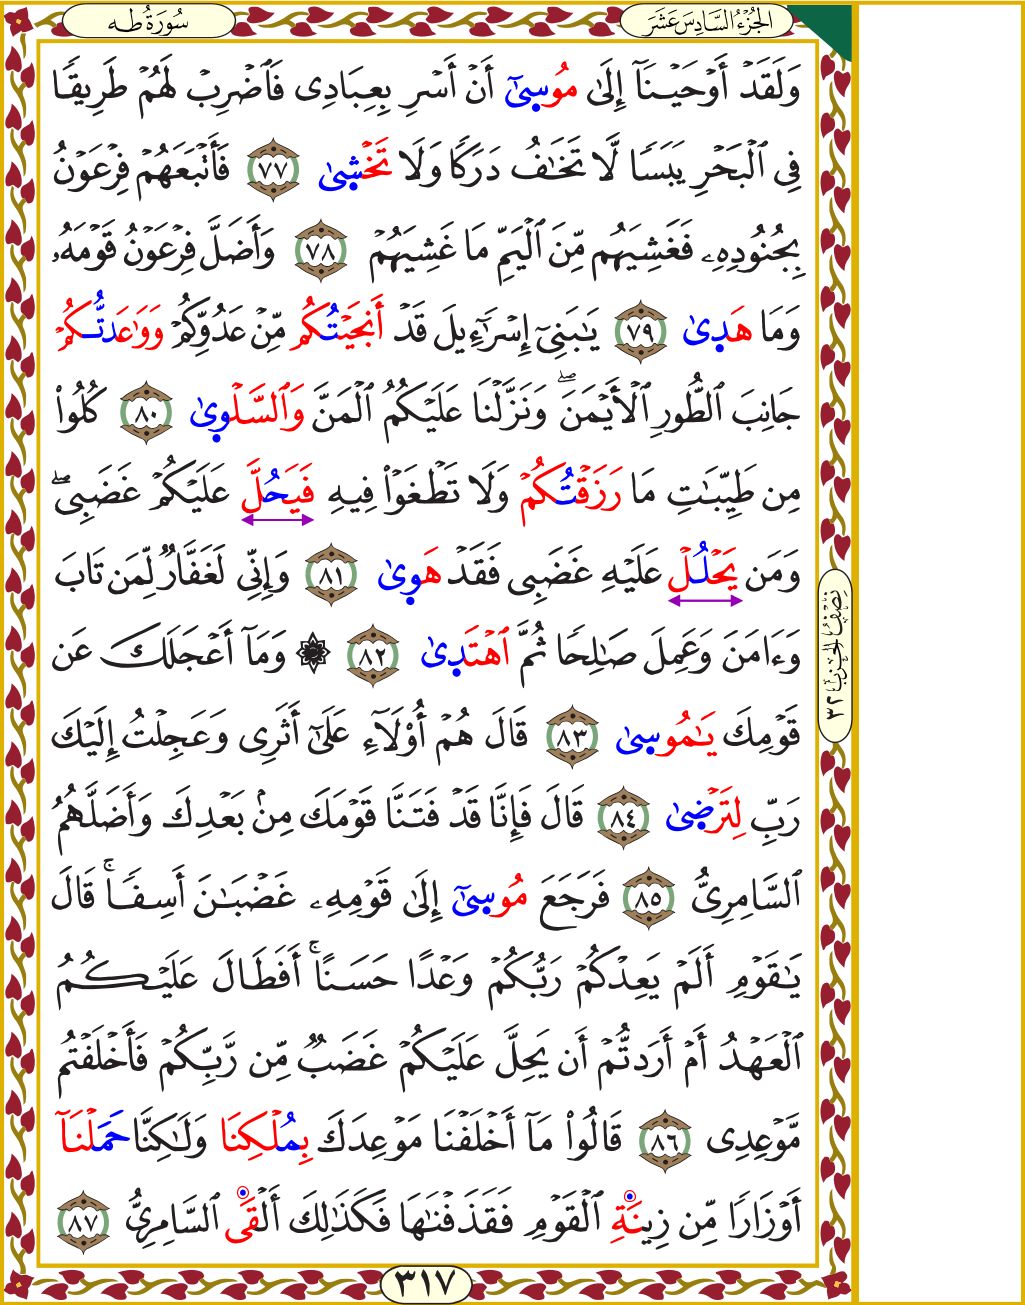 سُورَةُ طه
الجُزْءُ السَّادِسَ عَشَرَ
وَلَقَدْ أَوْحَيْنَآ إِلَىٰ مُوسِىٰٓ أَنْ أَسْرِ بِعِبَادِى فَٱضْرِبْ لَهُمْ طَرِيقًا
فِى ٱلْبَحْرِ يَبَسًا لَّا تَخَٰفُ دَرَكًا وَلَا تَخْشِىٰ ٧٧ فَأَتْبَعَهُمْ فِرْعَوْنُ
بِجُنُودِهِۦ فَغَشِيَهُم مِّنَ ٱلْيَمِّ مَا غَشِيَهُمْ ٧٨ وَأَضَلَّ فِرْعَوْنُ قَوْمَهُۥ
وَمَا هَدِىٰ ٧٩ يَٰبَنِىٓ إِسْرَٰٓءِيلَ قَدْ أَنجَيْتُكُم مِّنْ عَدُوِّكُمْ وَوَٰعَدتُّكُمْ
جَانِبَ ٱلطُّورِ ٱلْأَيْمَنَ ۖ وَنَزَّلْنَا عَلَيْكُمُ ٱلْمَنَّ وَٱلسَّلْوِىٰ ٨٠ كُلُوا۟
مِن طَيِّبَٰتِ مَا رَزَقْتُكُمْ وَلَا تَطْغَوْا۟ فِيهِ فَيَحُلَّ عَلَيْكُمْ غَضَبِى ۖ
وَمَن يَحْلُلْ عَلَيْهِ غَضَبِى فَقَدْ هَوِىٰ ٨١ وَإِنِّى لَغَفَّارٌ لِّمَن تَابَ
وَءَامَنَ وَعَمِلَ صَٰلِحًا ثُمَّ ٱهْتَدِىٰ ٨٢ ۞ وَمَآ أَعْجَلَكَ عَن
قَوْمِكَ يَٰمُوسِىٰ ٨٣ قَالَ هُمْ أُو۟لَآءِ عَلَىٰٓ أَثَرِى وَعَجِلْتُ إِلَيْكَ
رَبِّ لِتَرْضِىٰ ٨٤ قَالَ فَإِنَّا قَدْ فَتَنَّا قَوْمَكَ مِنۢ بَعْدِكَ وَأَضَلَّهُمُ
ٱلسَّامِرِىُّ ٨٥ فَرَجَعَ مُوسِىٰٓ إِلَىٰ قَوْمِهِۦ غَضْبَٰنَ أَسِفًا ۚ قَالَ
يَٰقَوْمِ أَلَمْ يَعِدْكُمْ رَبُّكُمْ وَعْدًا حَسَنًا ۚ أَفَطَالَ عَلَيْكُمُ
ٱلْعَهْدُ أَمْ أَرَدتُّمْ أَن يَحِلَّ عَلَيْكُمْ غَضَبٌ مِّن رَّبِّكُمْ فَأَخْلَفْتُم
مَّوْعِدِى ٨٦ قَالُوا۟ مَآ أَخْلَفْنَا مَوْعِدَكَ بِمُلْكِنَا وَلَٰكِنَّا حَمَلْنَآ
أَوْزَارًا مِّن زِينَةِ ٱلْقَوْمِ فَقَذَفْنَٰهَا فَكَذَٰلِكَ أَلْقَى ٱلسَّامِرِىُّ ٨٧
نِصْفُ الحِزْبِ ٣٢
٣١٧